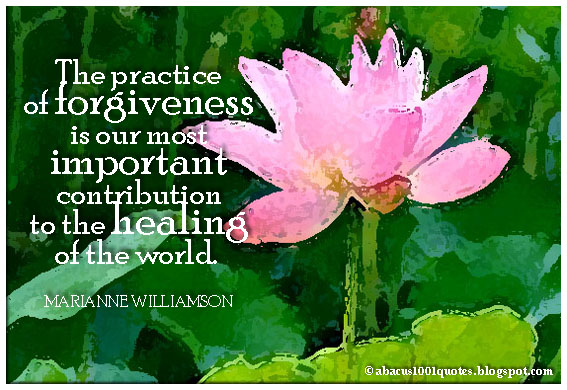 The practice
of forgiveness
is our most
important
contribution
to the healing
of the world.
MARIANNE WILLIAMSON
©abacus1001quotes.blogspot.com